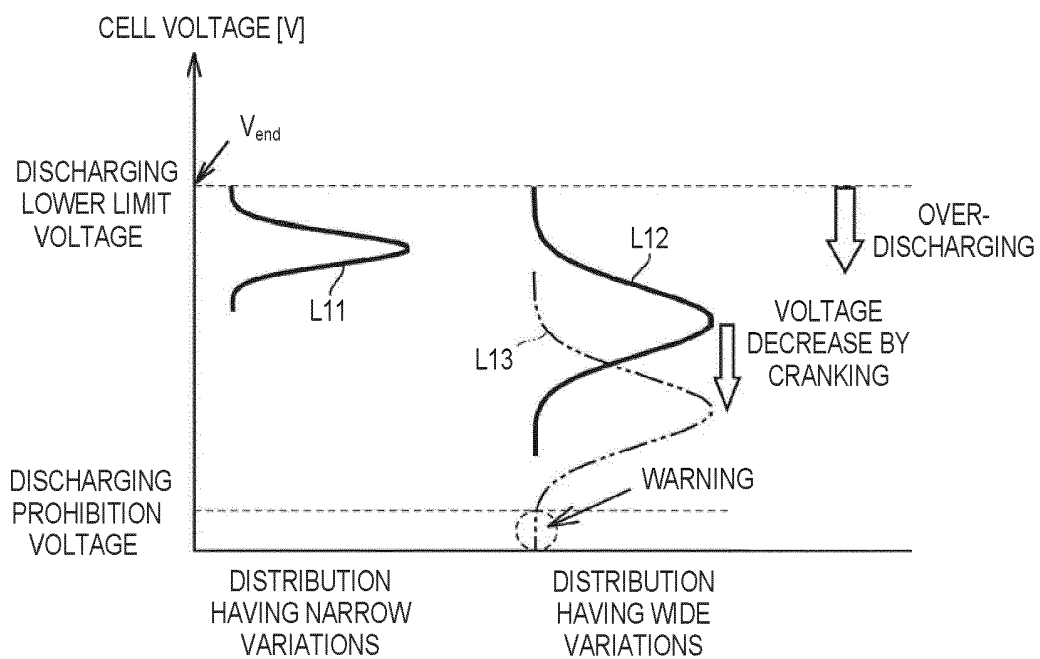 CELL VOLTAGE [V]
Vend
DISCHARGING
LOWER LIMIT
VOLTAGE
L11
L12
L13
OVER-
DISCHARGING
VOLTAGE
DECREASE BY
CRANKING
DISCHARGING
PROHIBITION
VOLTAGE
WARNING
DISTRIBUTION
HAVING NARROW
VARIATIONS
DISTRIBUTION
HAVING WIDE
VARIATIONS